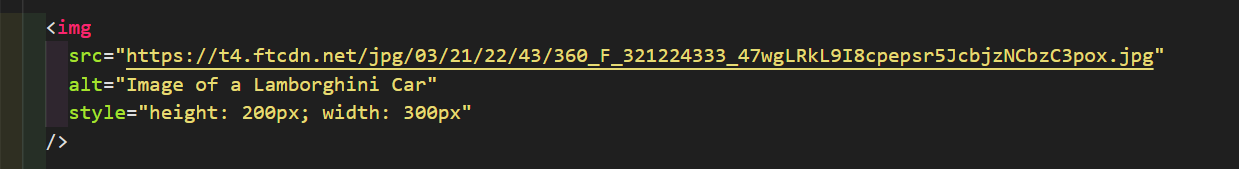 <img
src="https://t4.ftcdn.net/jpg/03/21/22/43/360_F_321224333_47wgLRkL9I8cpepsr5JcbjzNCbzC3pox.jpg"
alt="Image of a Lamborghini Car"
style="height: 200px; width: 300px"
/>